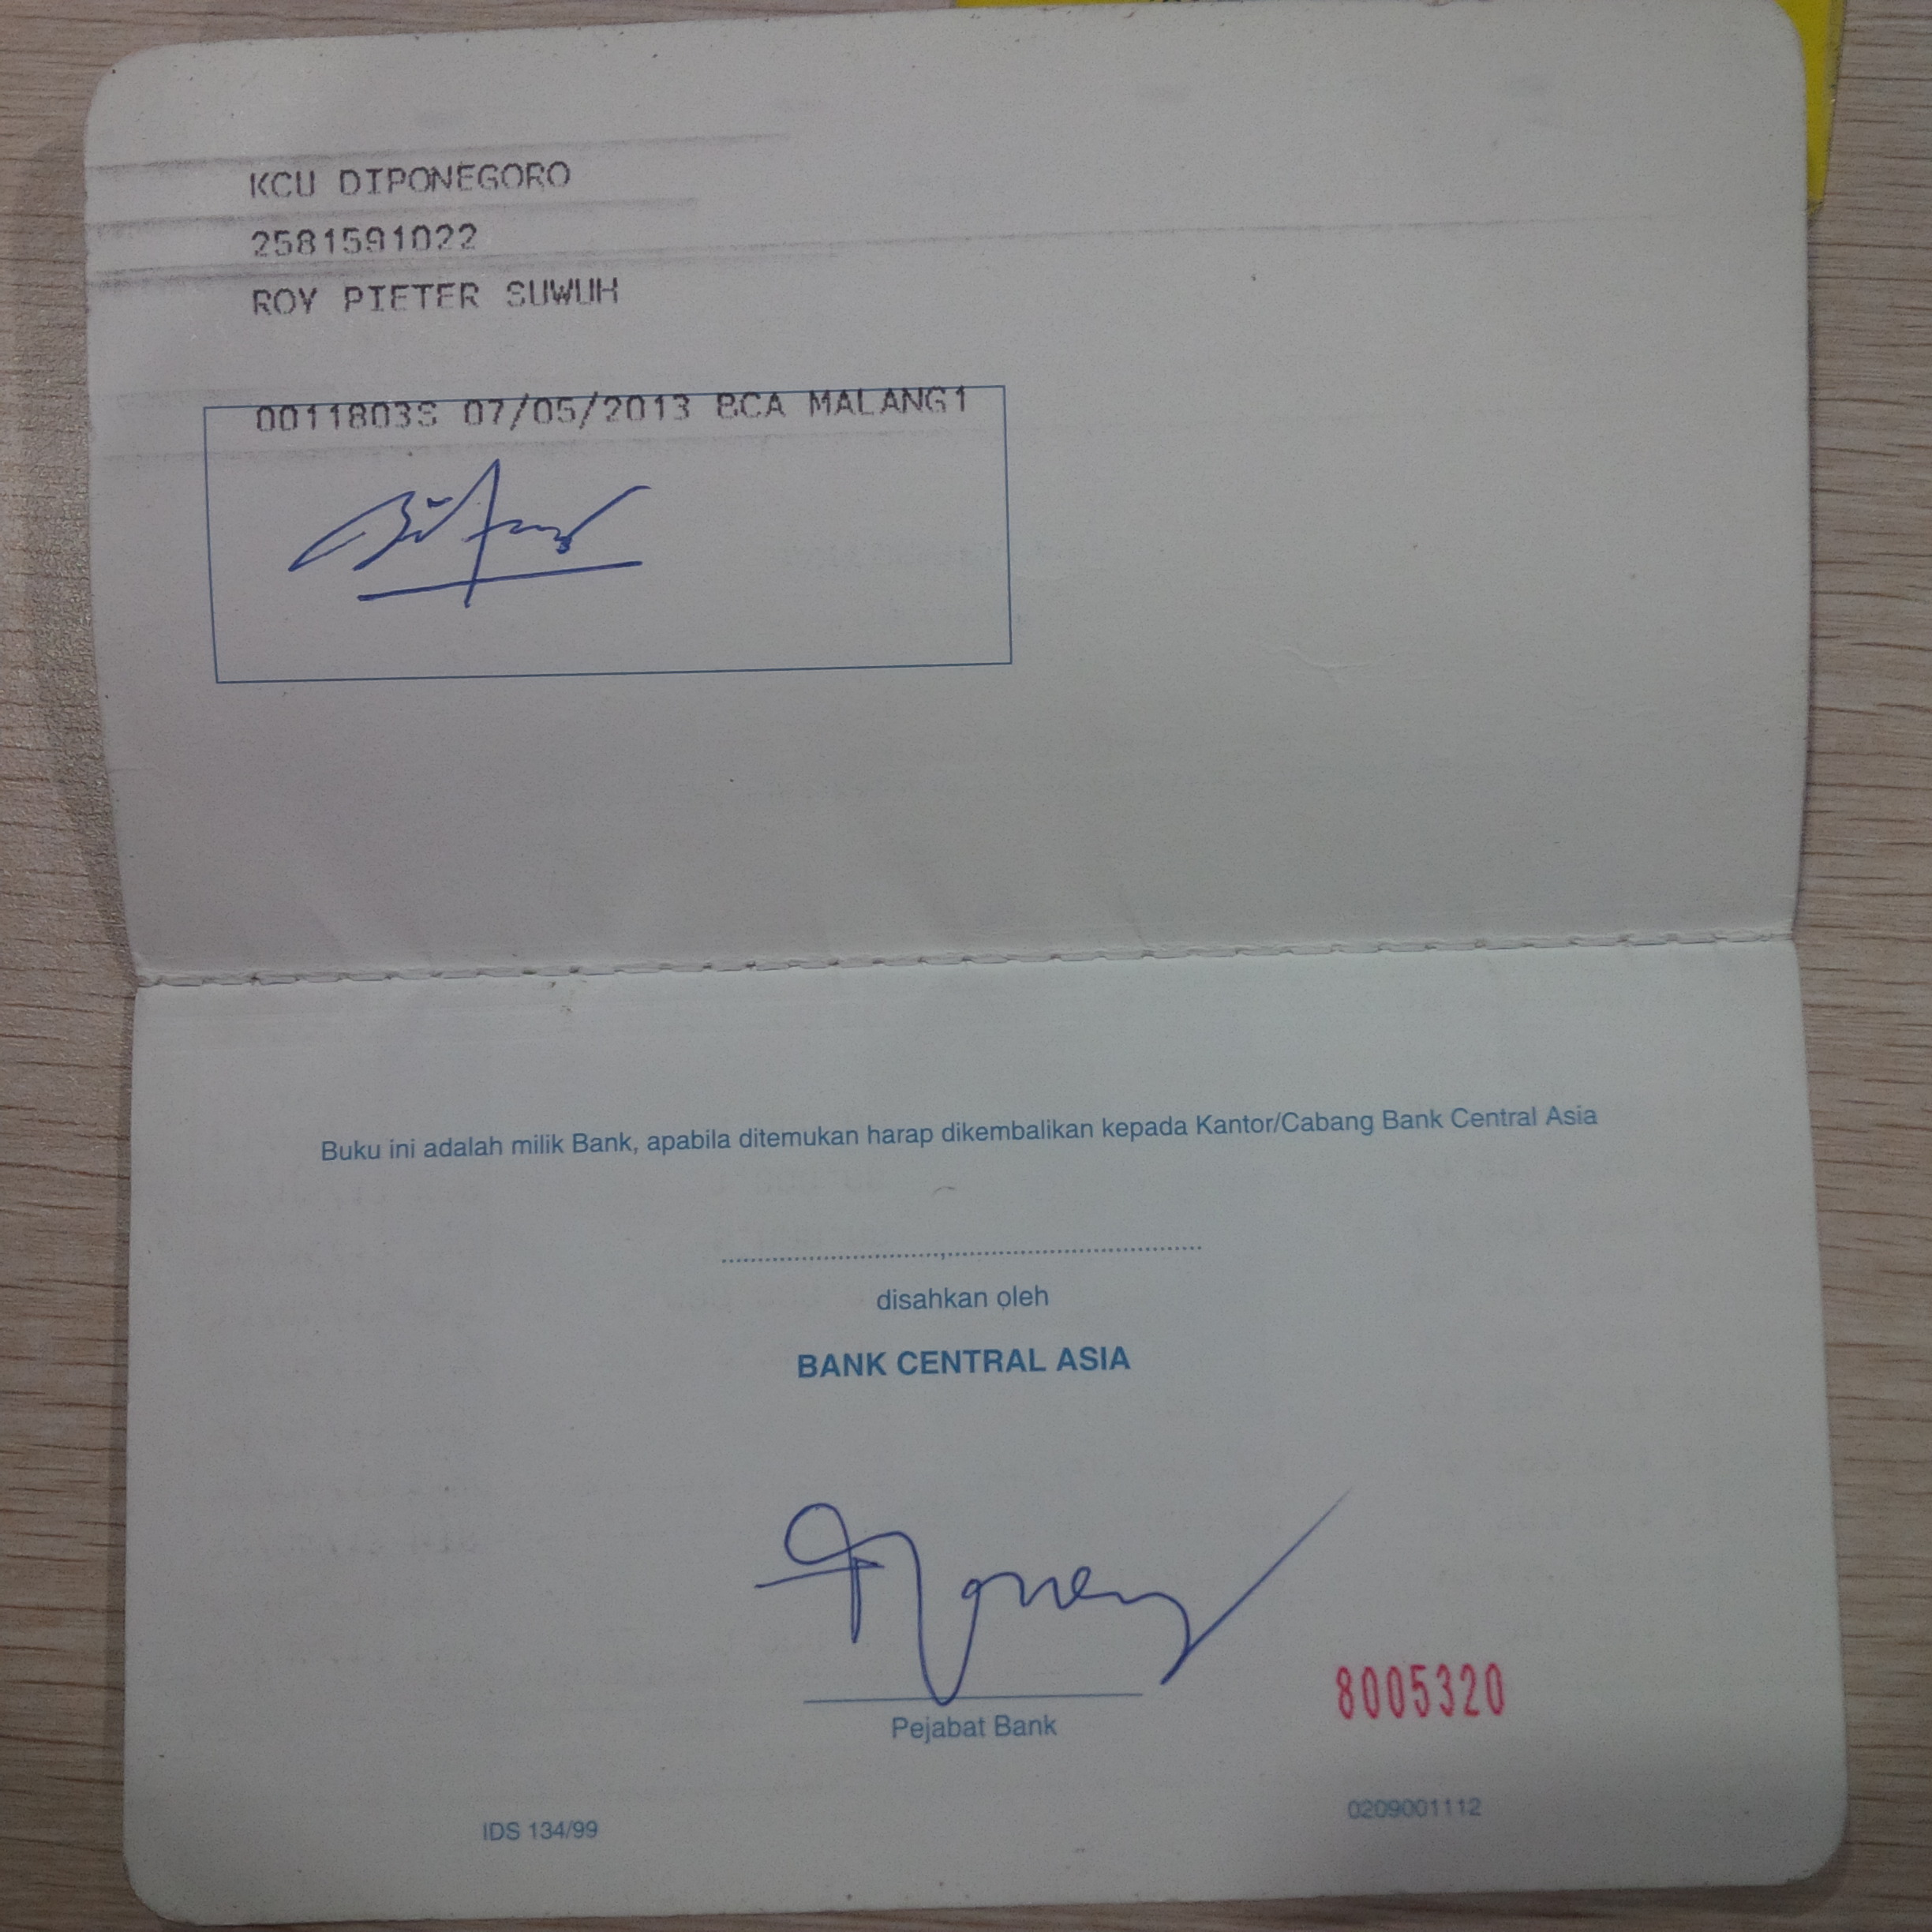 KCU DIPONEGORO
2581591022
ROY PIETER SUWUH
0011803S 07/05/2013 BCA MALANG1
Buku ini adalah milik Bank, apabila ditemukan harap dikembalikan kepada Kantor/Cabang Bank Central Asia
disahkan oleh
BANK CENTRAL ASIA
Pejabat Bank
8005320
IDS 134/99
0209001112